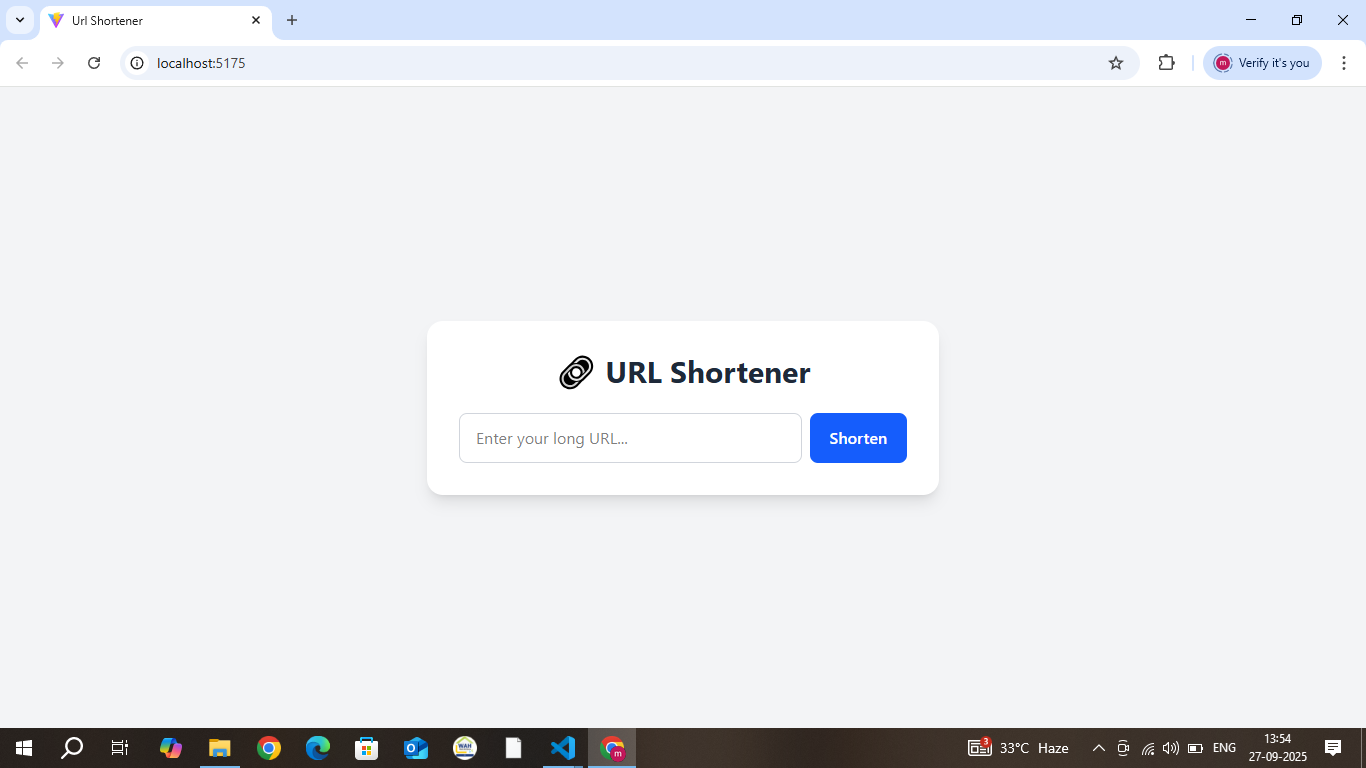 Url Shortener
localhost:5175
m
Verify it's you
URL Shortener
Enter your long URL...
Shorten
WAH
m
3
33°C Haze
ENG
13:54
27-09-2025